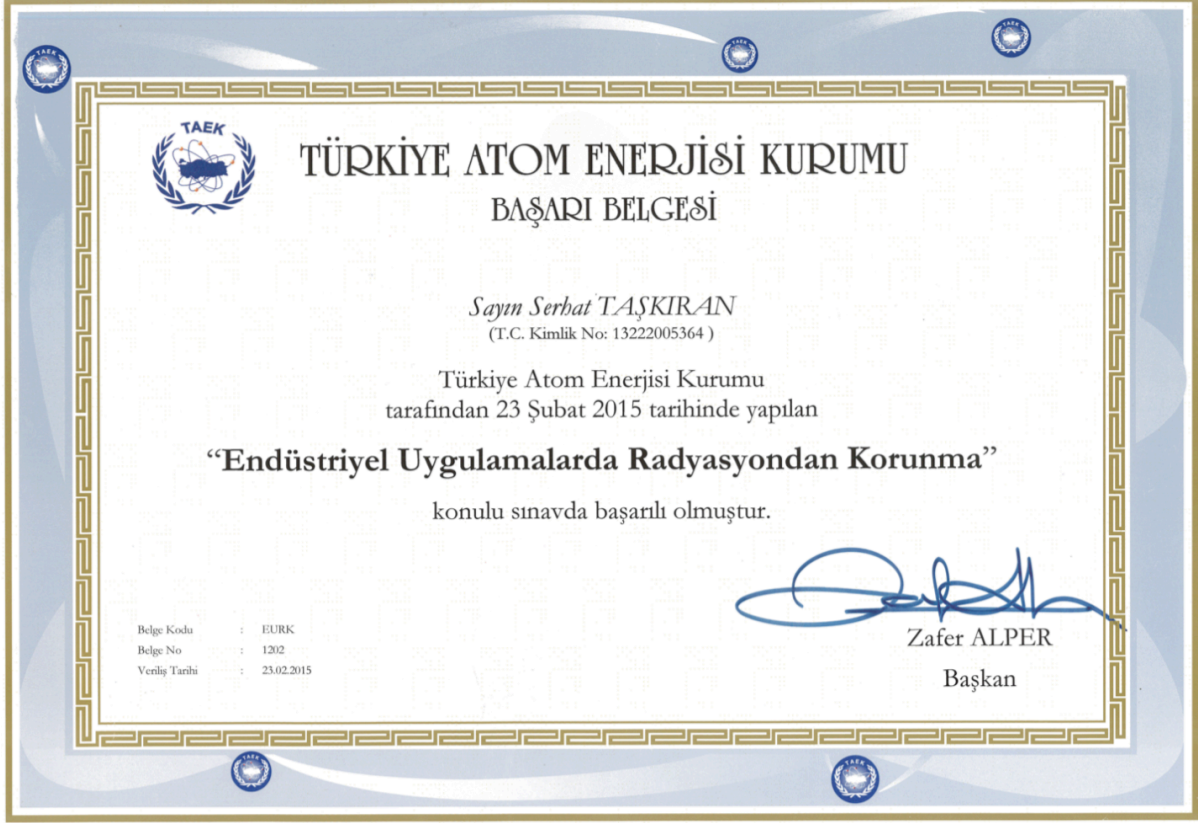 TAEK
TÜRKİYE ATOM ENERJİSİ KURUMU
BAŞARI BELGESİ
Sayın Serhat TAŞKIRAN
(T.C. Kimlik No: 13222005364 )
Türkiye Atom Enerjisi Kurumu
tarafından 23 Şubat 2015 tarihinde yapılan
“Endüstriyel Uygulamalarda Radyasyondan Korunma”
konulu sınavda başarılı olmuştur.
Belge Kodu : EURK
Belge No : 1202
Veriliş Tarihi : 23.02.2015
Zafer ALPER
Başkan